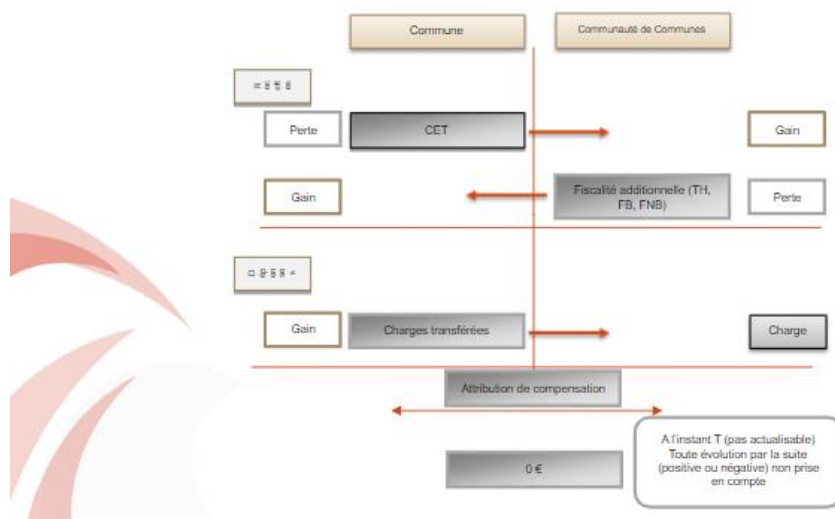 Commune
Communauté de Communes
Perte
CET
Gain
Gain
Fiscalité additionnelle (TH,
FB, FNB)
Perte
Gain
Charges transférées
Charge
Attribution de compensation
A l'instant T (pas actualisable)
Toute évolution par la suite
(positive ou négative) non prise
en compte
0 €